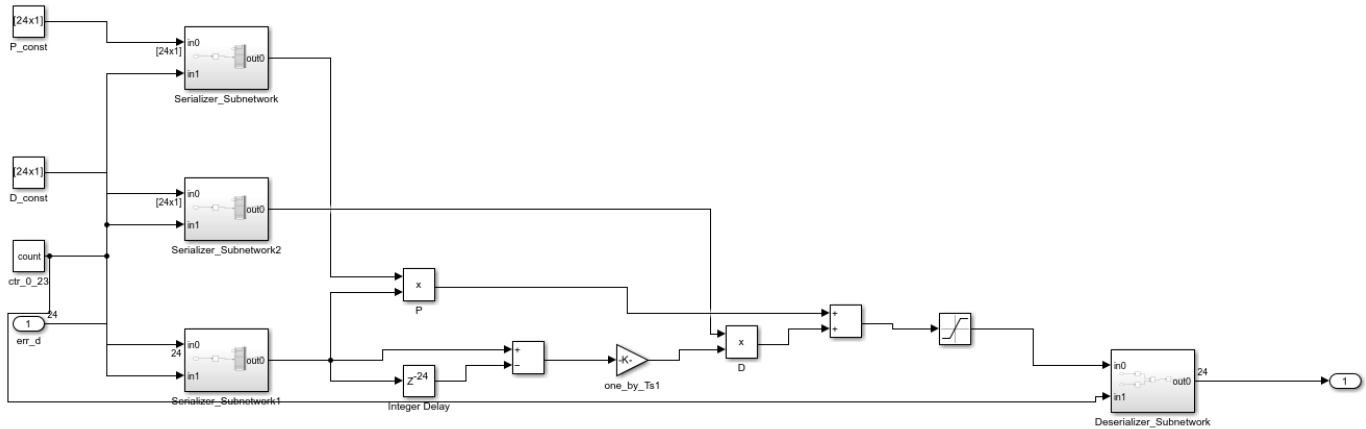 [24x1]
P_const
in0
[24x1]
in1
out0
Serializer_Subnetwork
[24x1]
D_const
in0
[24x1]
in1
out0
Serializer_Subnetwork2
count
ctr_0_23
24
1
err_d
x
P
in0
24
in1
out0
Serializer_Subnetwork1
Z-24
Integer Delay
+
−
-K-
one_by_Ts1
x
D
+
+
in0
in1
out0
24
Deserializer_Subnetwork
1